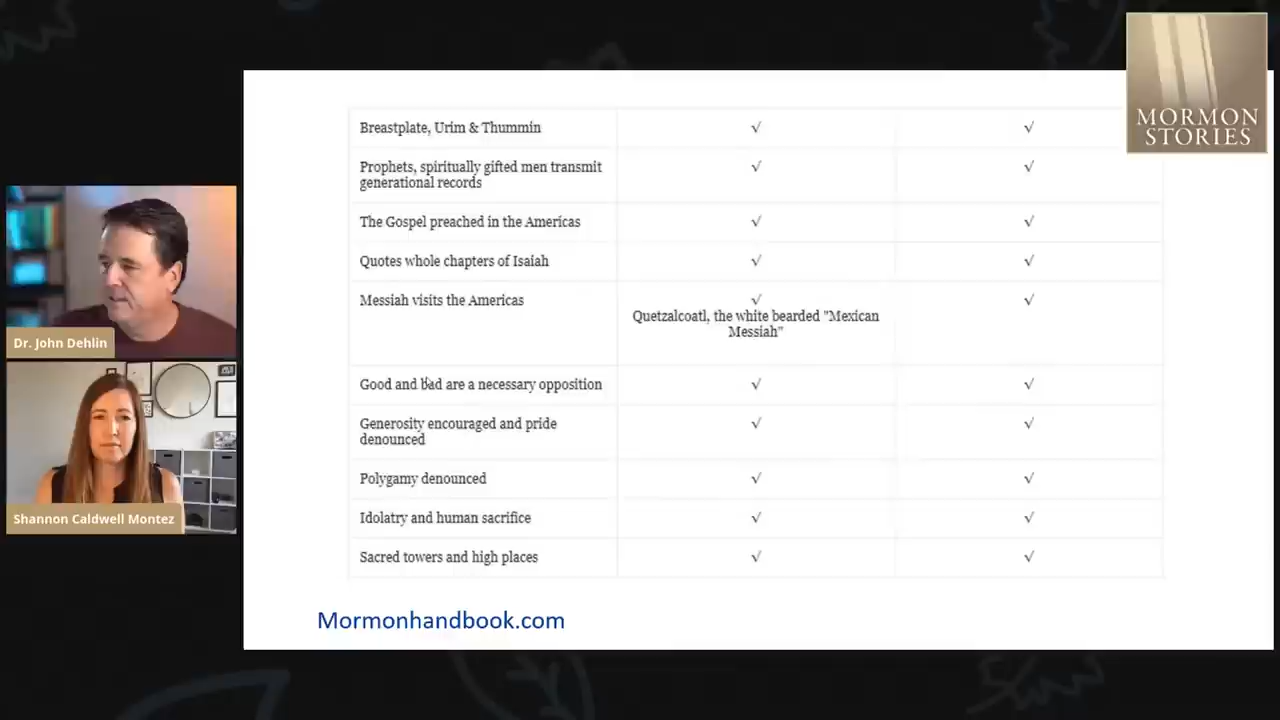 MORMON
STORIES
Breastplate, Urim & Thummin √ √
Prophets, spiritually gifted men transmit √ √
generational records
The Gospel preached in the Americas √ √
Quotes whole chapters of Isaiah √ √
Messiah visits the Americas √ √
Quetzalcoatl, the white bearded "Mexican
Messiah"
Good and bad are a necessary opposition √ √
Generosity encouraged and pride √ √
denounced
Polygamy denounced √ √
Idolatry and human sacrifice √ √
Sacred towers and high places √ √
Mormonhandbook.com
Dr. John Dehlin
Shannon Caldwell Montez